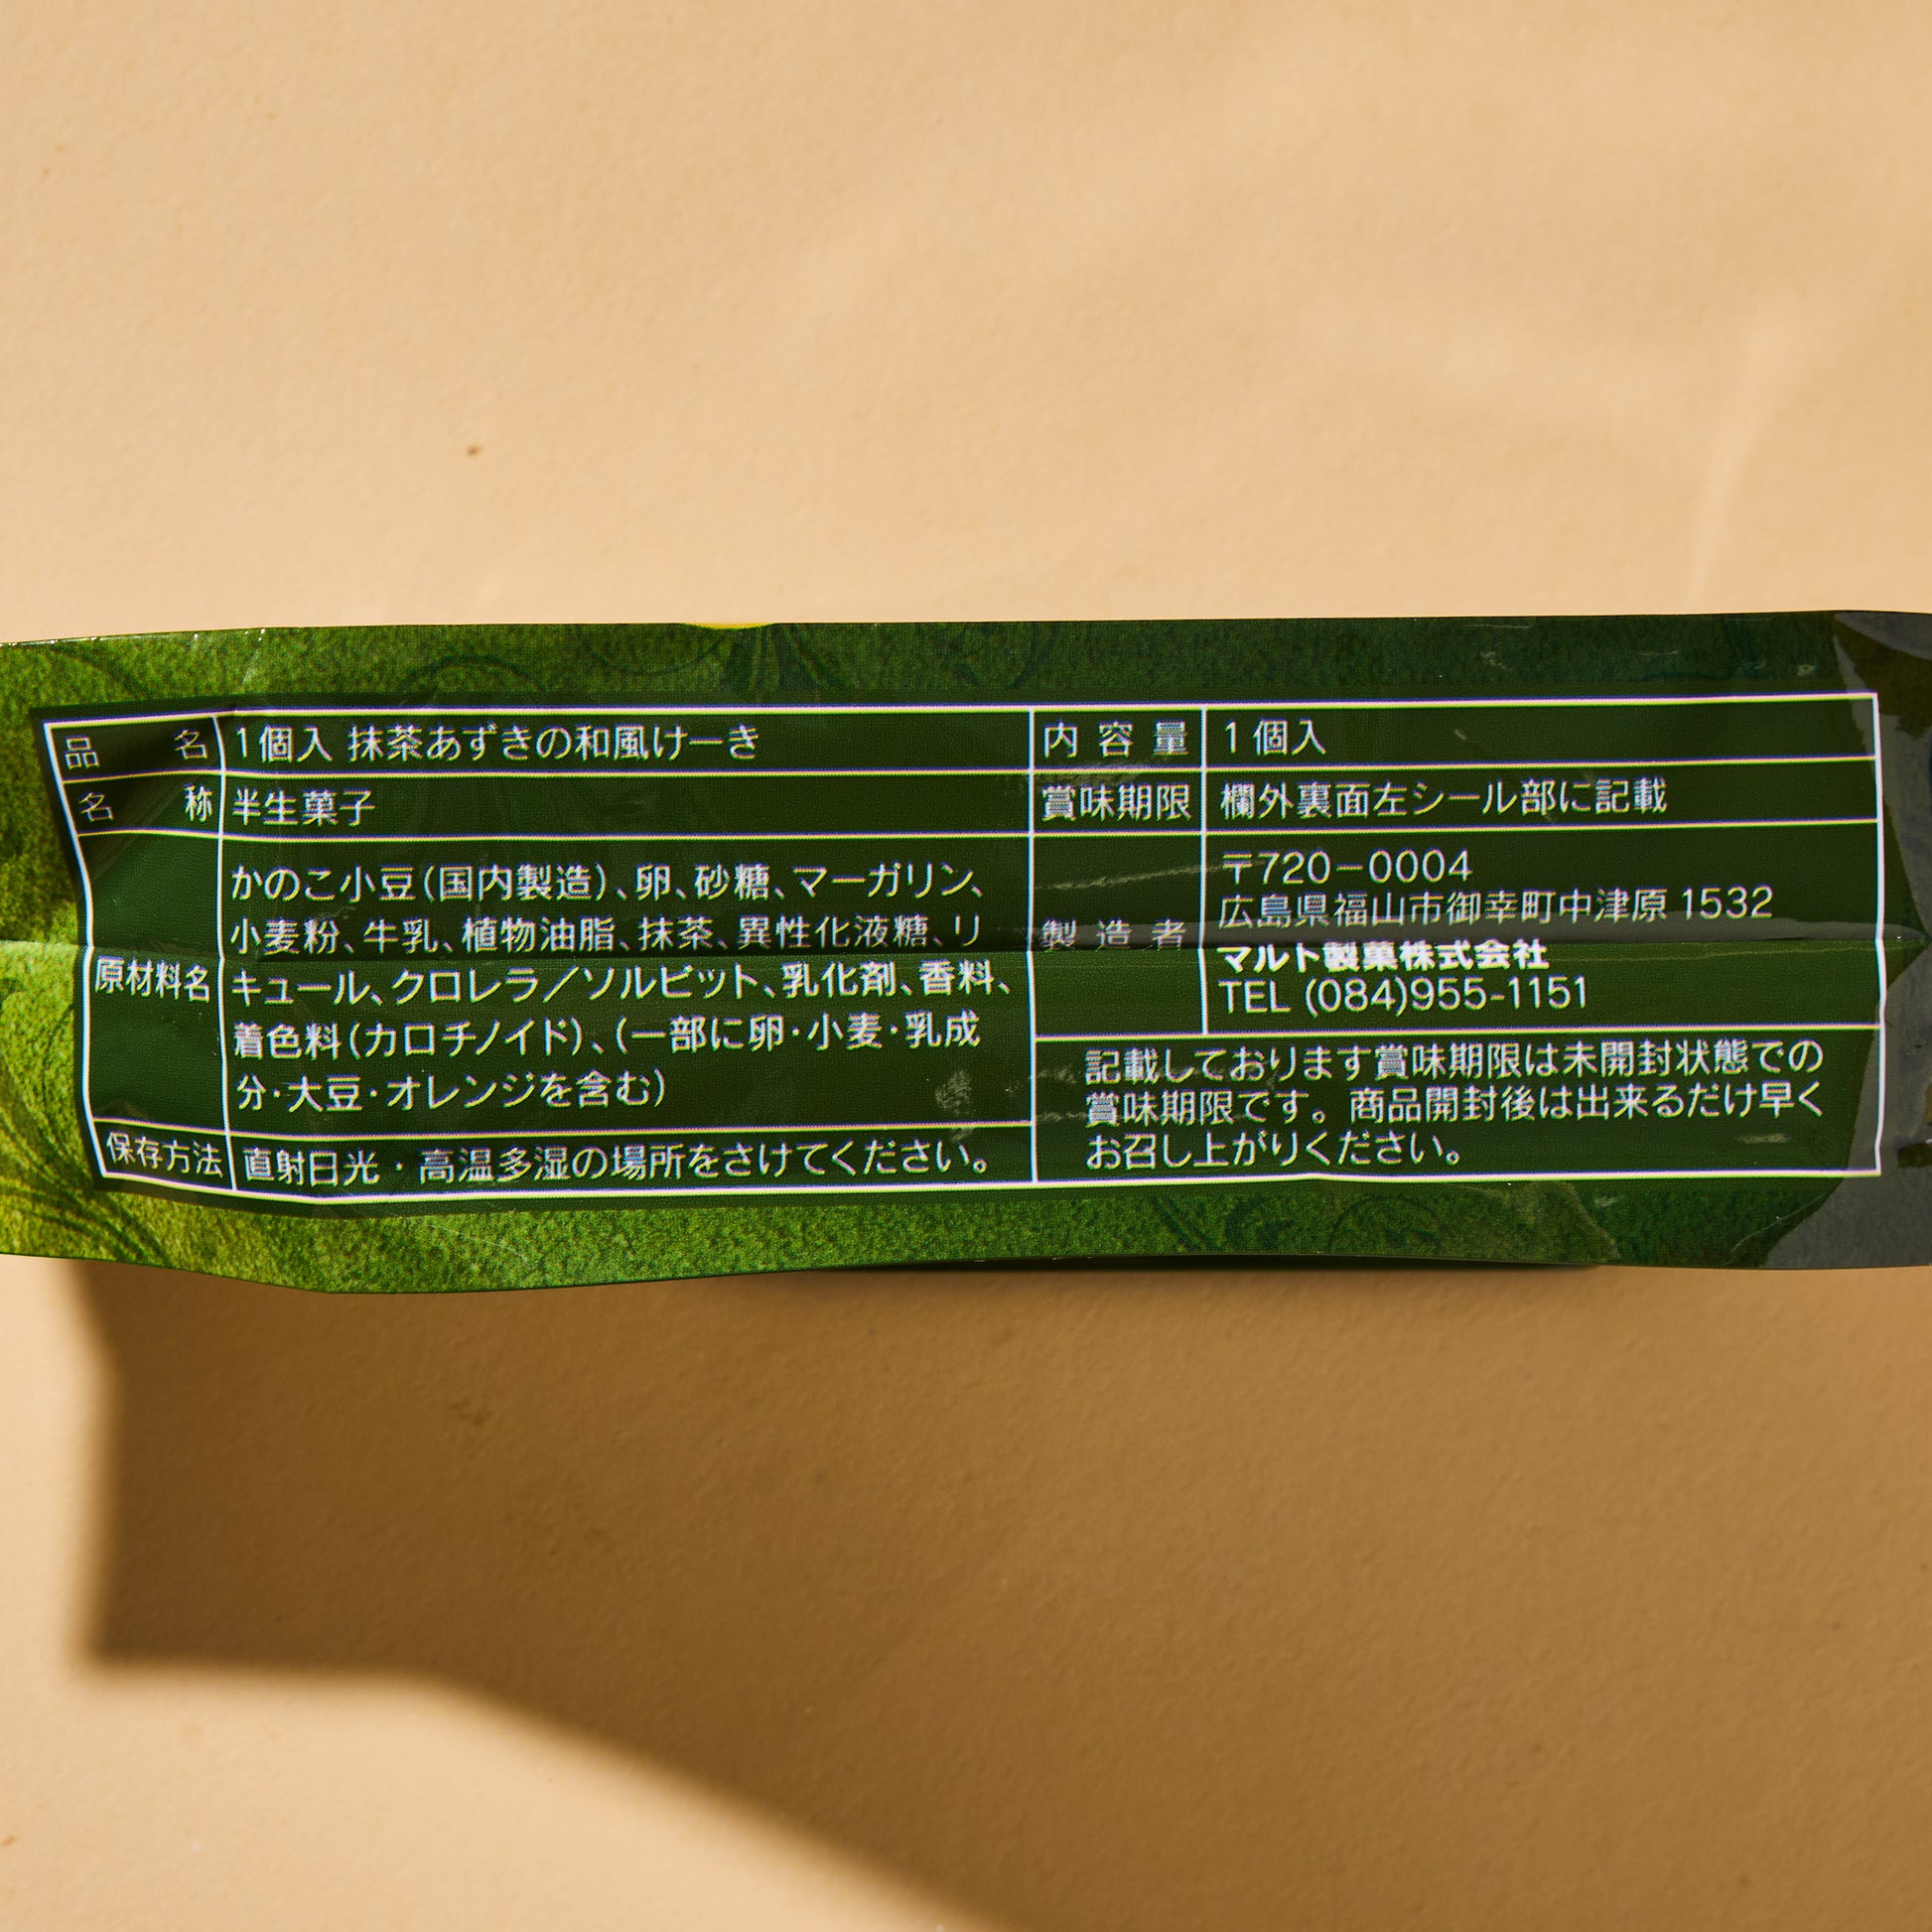 品名 1個入 抹茶あずきの和風けーき
名称 半生菓子
原材料名
かのこ小豆(国内製造)、卵、砂糖、マーガリン、
小麦粉、牛乳、植物油脂、抹茶、異性化液糖、リ
キュール、クロレラ/ソルビット、乳化剤、香料、
着色料(カロチノイド)、(一部に卵・小麦・乳成
分・大豆・オレンジを含む)
保存方法 直射日光・高温多湿の場所をさけてください。
内容量 1個入
賞味期限 欄外裏面左シール部に記載
製造者
〒720-0004
広島県福山市御幸町中津原1532
マルト製菓株式会社
TEL (084)955-1151
記載しております賞味期限は未開封状態での
賞味期限です。商品開封後は出来るだけ早く
お召し上がりください。